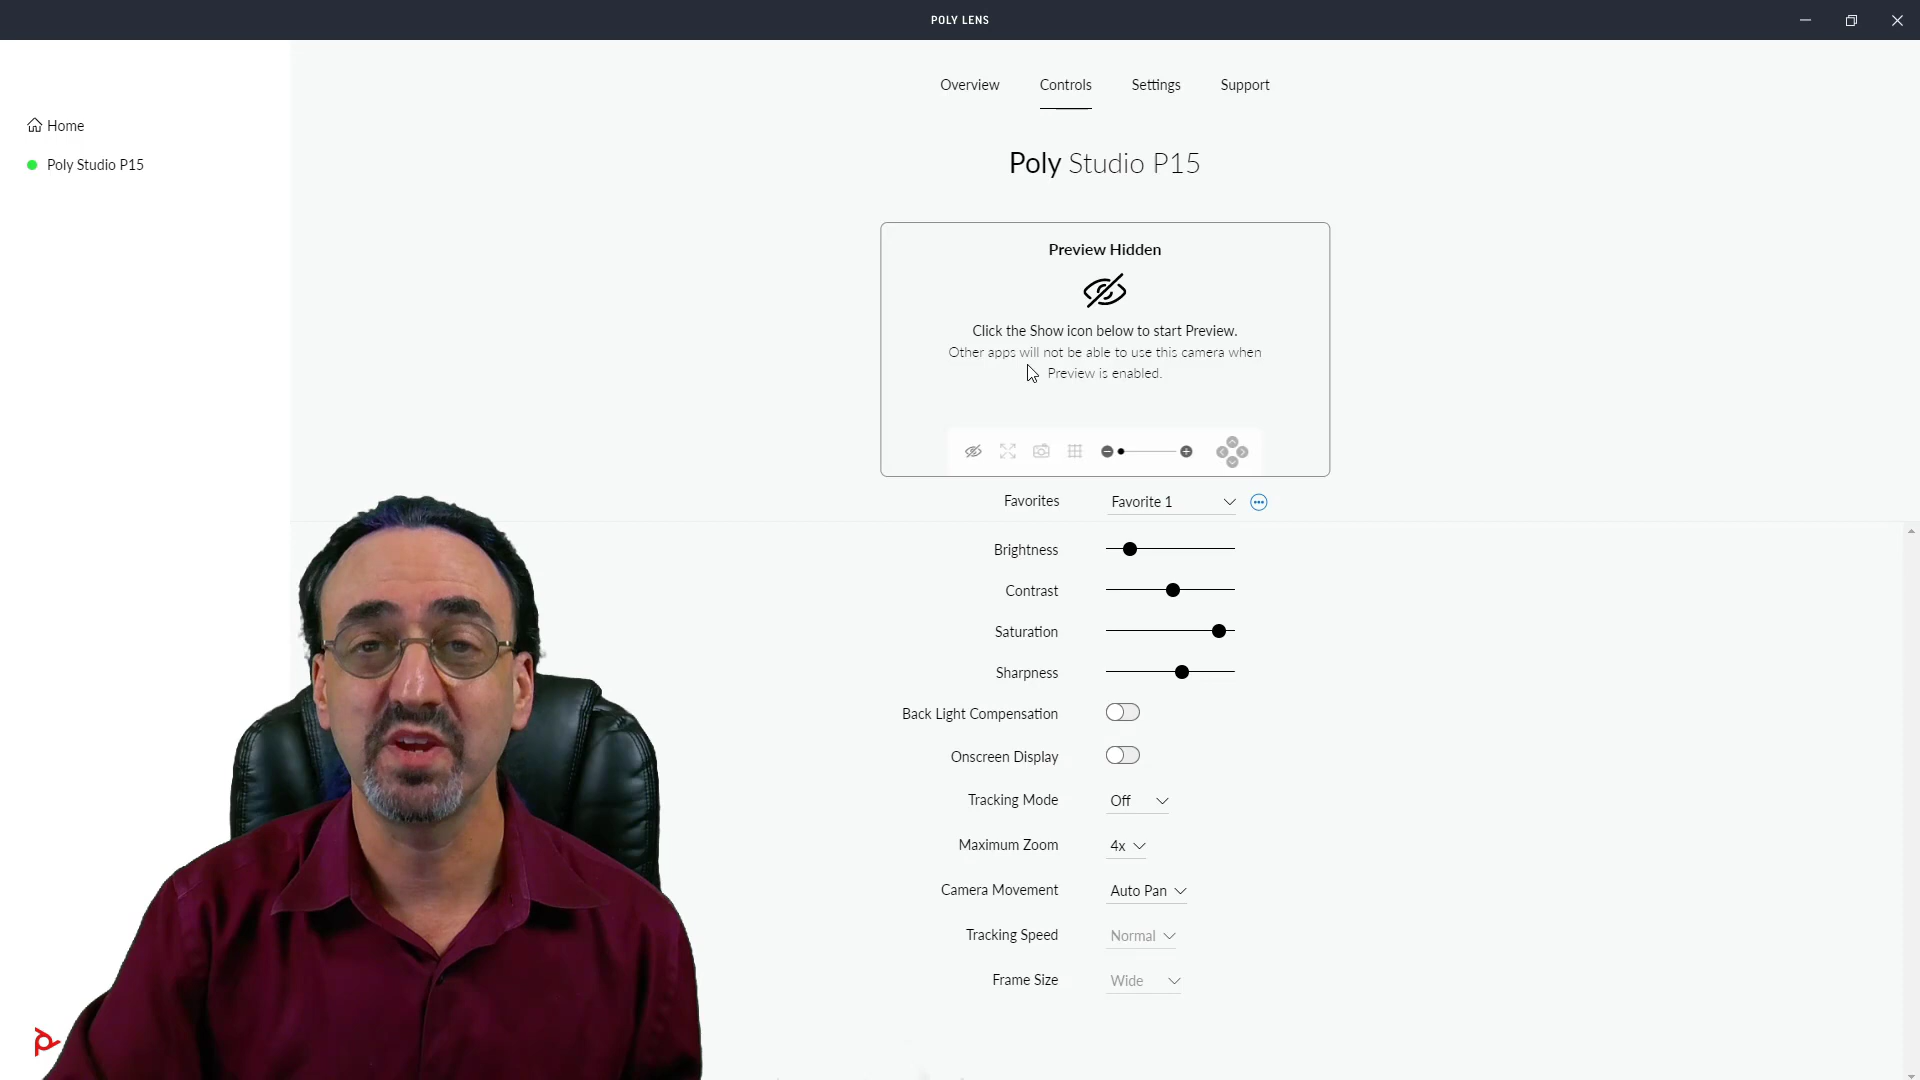 POLY LENS
Overview
Controls
Settings
Support
Home
Poly Studio P15
Poly Studio P15
Preview Hidden
Click the Show icon below to start Preview.
Other apps will not be able to use this camera when
Preview is enabled.
Favorites
Favorite 1
Brightness
Contrast
Saturation
Sharpness
Back Light Compensation
Onscreen Display
Tracking Mode
Off
Maximum Zoom
4x
Camera Movement
Auto Pan
Tracking Speed
Normal
Frame Size
Wide